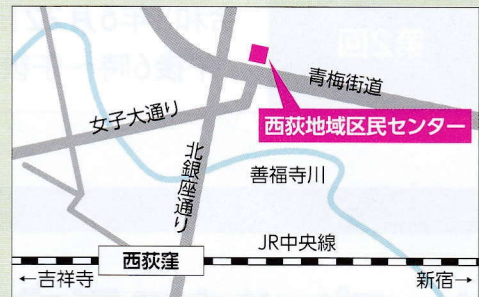 青梅街道
女子大通り
西荻地域区民センター
北銀座通り
善福寺川
JR中央線
西荻窪
←吉祥寺
新宿→